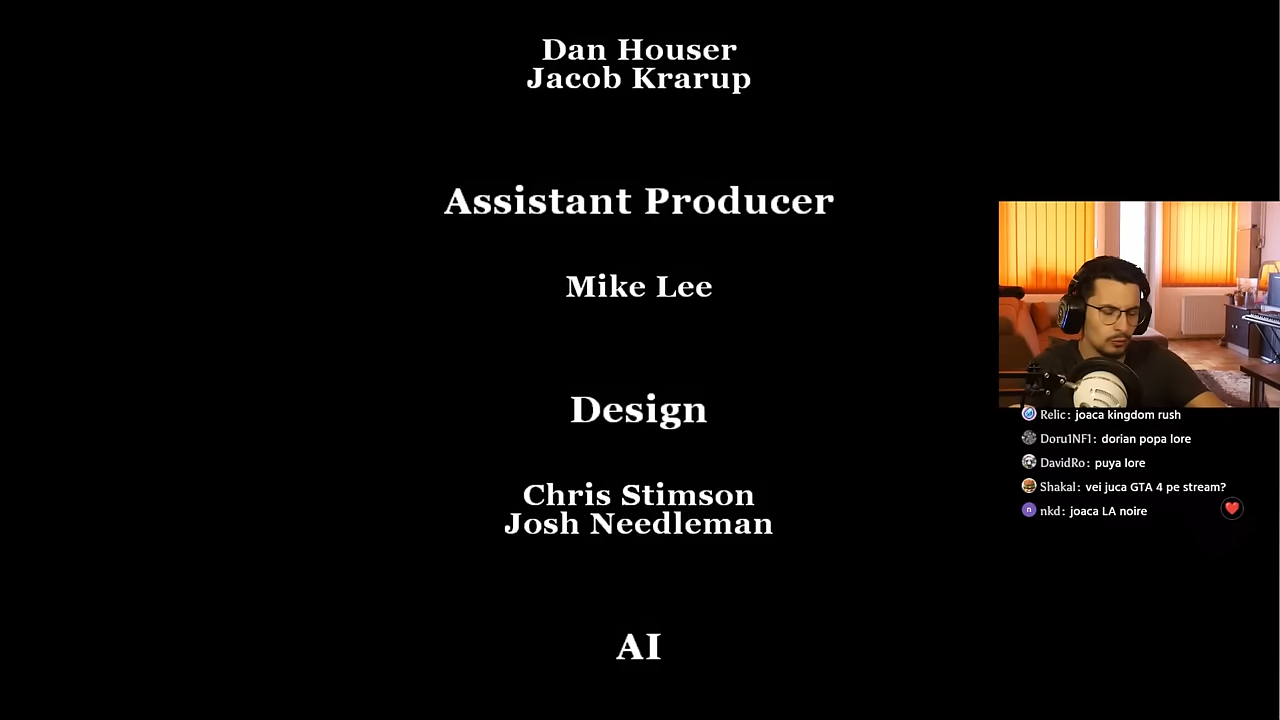 Dan Houser
Jacob Krarup
Assistant Producer
Mike Lee
Design
Chris Stimson
Josh Needleman
AI
Relic: joaca kingdom rush
Doru1NF1: dorian popa lore
DavidRo: puya lore
Shakal: vei juca GTA 4 pe stream?
n nkd: joaca LA noire